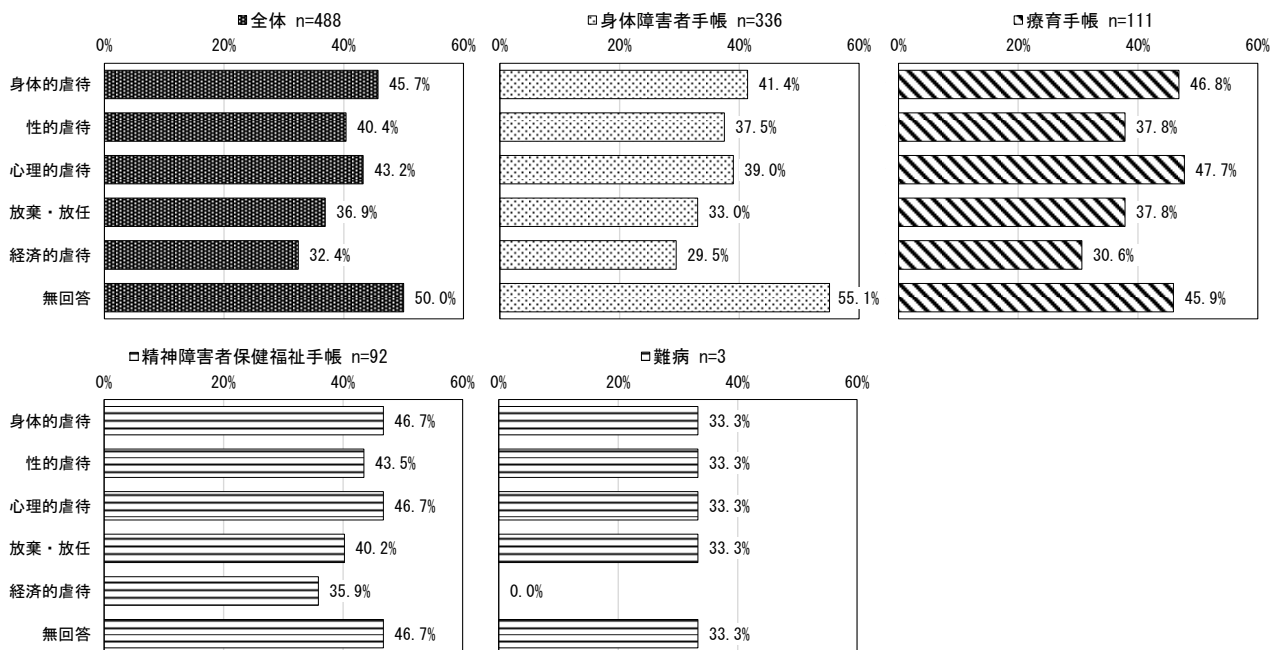 全体 n=488
0% 20% 40% 60%
身体的虐待 45.7%
性的虐待 40.4%
心理的虐待 43.2%
放棄・放任 36.9%
経済的虐待 32.4%
無回答 50.0%
身体障害者手帳 n=336
0% 20% 40% 60%
41.4%
37.5%
39.0%
33.0%
29.5%
55.1%
療育手帳 n=111
0% 20% 40% 60%
46.8%
37.8%
47.7%
37.8%
30.6%
45.9%
精神障害者保健福祉手帳 n=92
0% 20% 40% 60%
身体的虐待 46.7%
性的虐待 43.5%
心理的虐待 46.7%
放棄・放任 40.2%
経済的虐待 35.9%
無回答 46.7%
難病 n=3
0% 20% 40% 60%
33.3%
33.3%
33.3%
33.3%
0.0%
33.3%